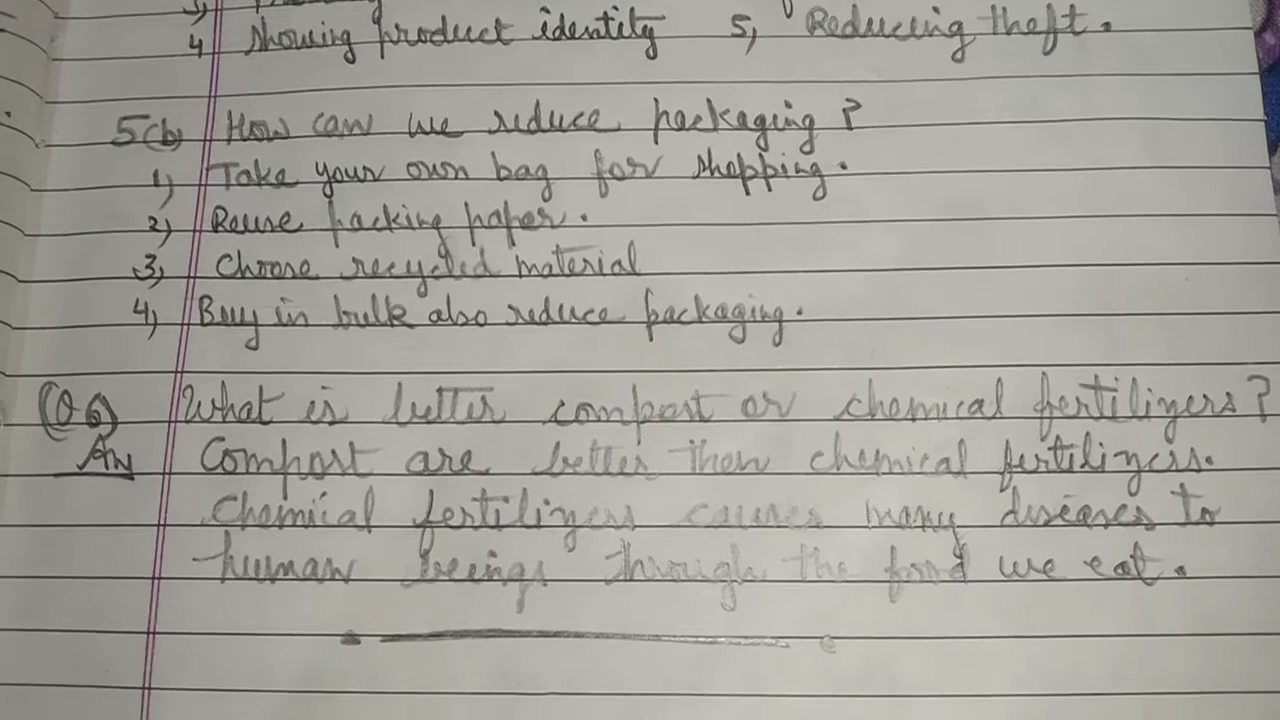 3)
4 Showing product identity 5, Reducing theft.
5(b) How can we reduce packaging?
1) Take your own bag for shopping.
2) Reuse packing paper.
3, Choose recycled material
4) Buy in bulk also reduce packaging.
(Q6) What is better compost or chemical fertilizers?
An Compost are better then chemical fertilizers.
Chemical fertilizers causes many diseases to
human beings through the food we eat.